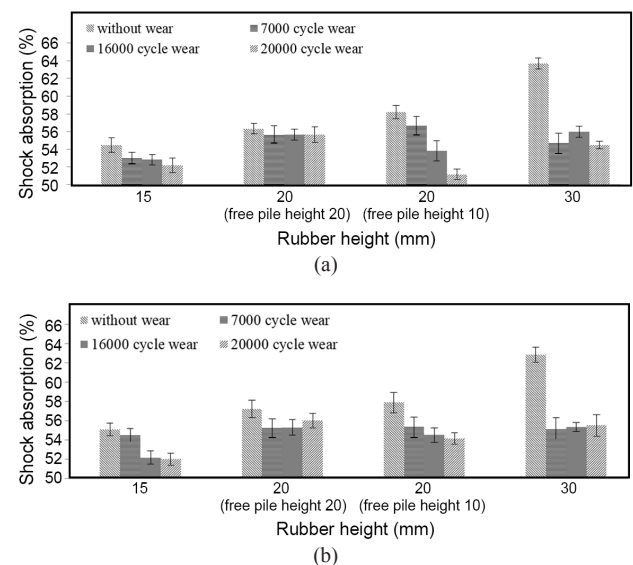 without wear 7000 cycle wear
16000 cycle wear 20000 cycle wear
Shock absorption (%)
66
64
62
60
58
56
54
52
50
15 20 20 30
(free pile height 20) (free pile height 10)
Rubber height (mm)
(a)
without wear 7000 cycle wear
16000 cycle wear 20000 cycle wear
Shock absorption (%)
66
64
62
60
58
56
54
52
50
15 20 20 30
(free pile height 20) (free pile height 10)
Rubber height (mm)
(b)